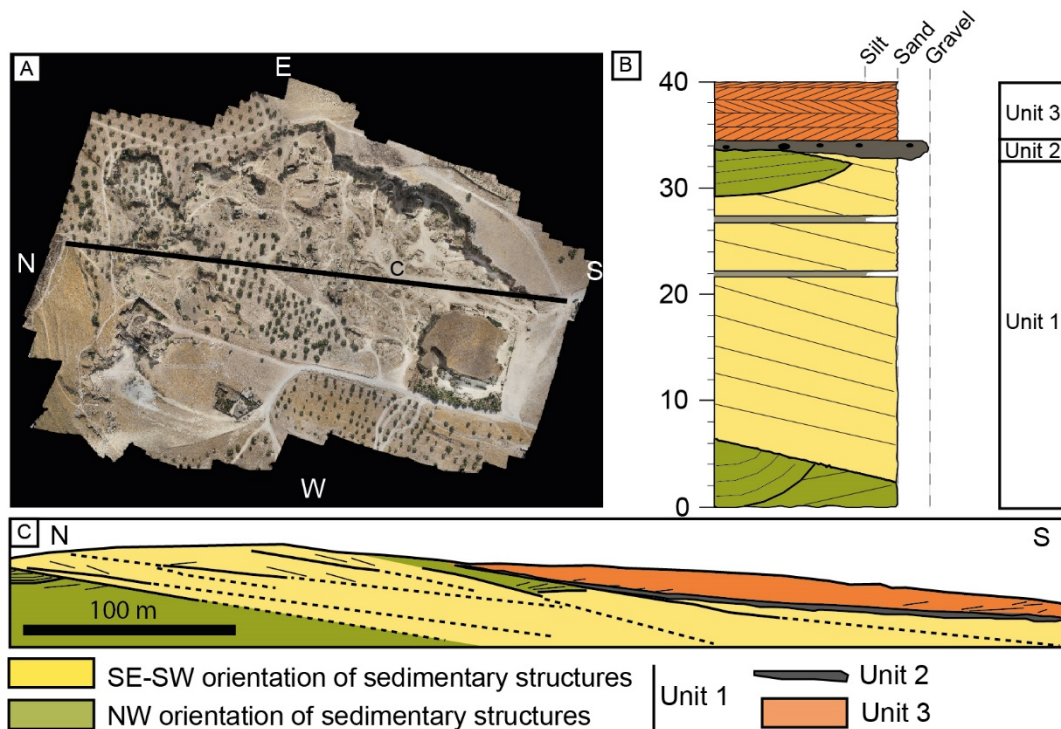 A
E
N
C
S
W
B
Silt
Sand
Gravel
40
30
20
10
0
Unit 3
Unit 2
Unit 1
C
N
S
100 m
SE-SW orientation of sedimentary structures
NW orientation of sedimentary structures
Unit 1
Unit 2
Unit 3